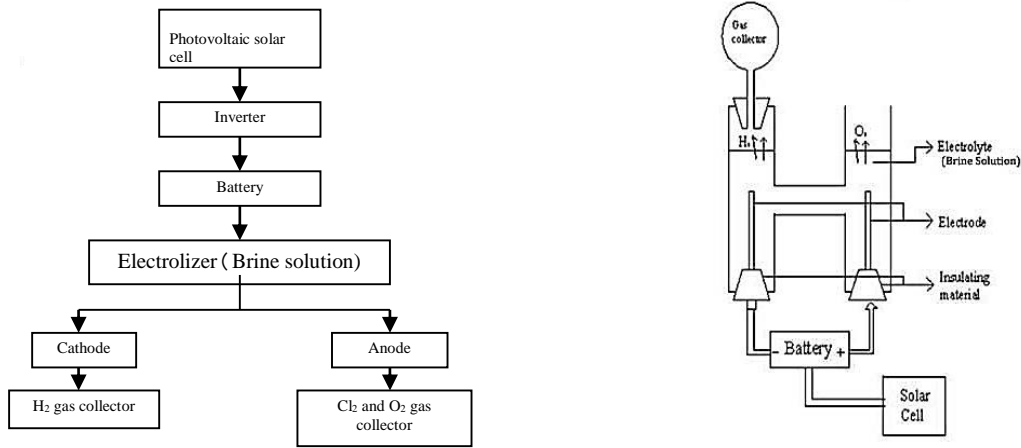 Photovoltaic solar
cell
Inverter
Battery
Electrolizer (Brine solution)
Cathode
Anode
H₂ gas collector
Cl₂ and O₂ gas
collector
Gas
collector
H₂
O₂
Electrolyte
(Brine Solution)
Electrode
Insulating
material
- Battery +
Solar
Cell